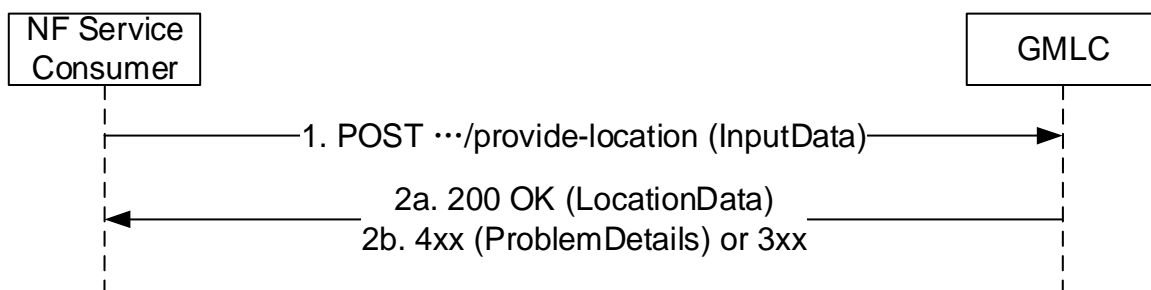 NF Service
Consumer
GMLC
1. POST ⋯/provide-location (InputData)
2a. 200 OK (LocationData)
2b. 4xx (ProblemDetails) or 3xx